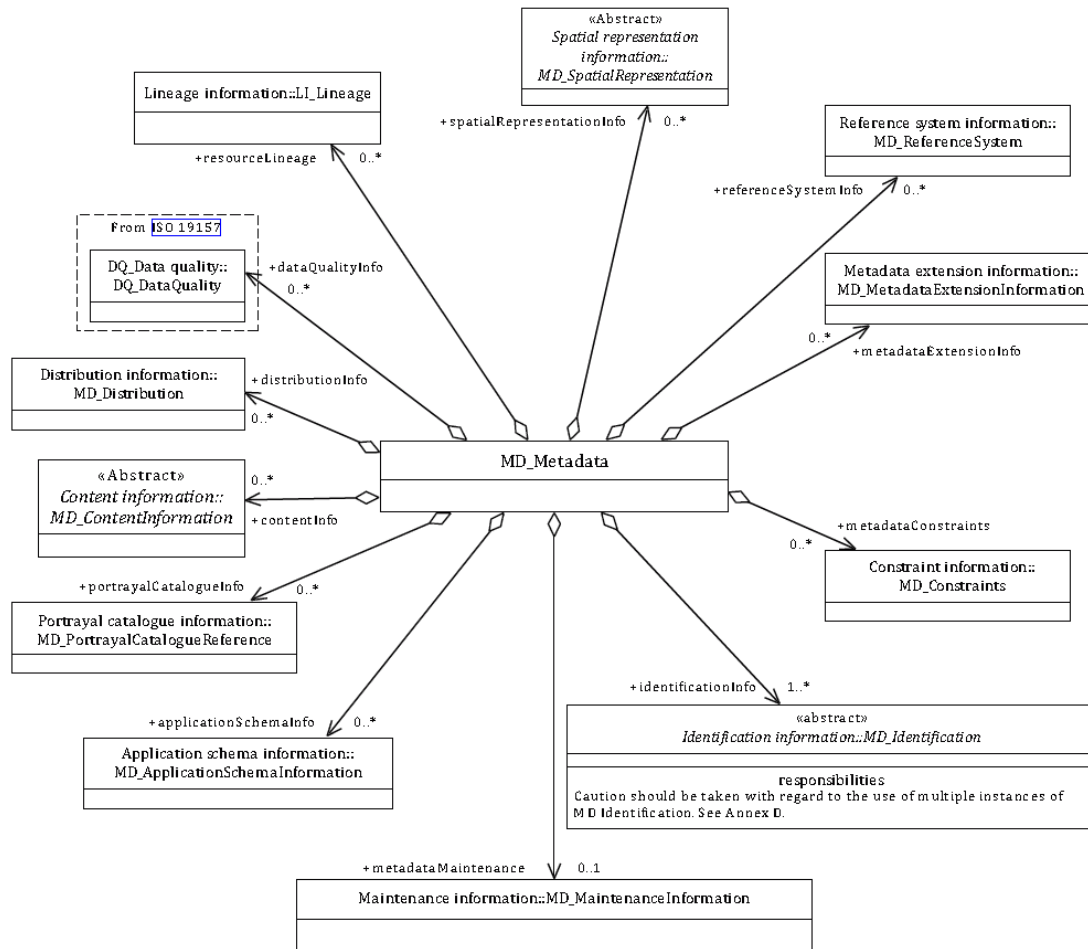 «Abstract»
Spatial representation
information::
MD_SpatialRepresentation
Lineage information::LI_Lineage
+spatialRepresentationInfo
0..*
Reference system information::
MD_ReferenceSystem
+resourceLineage
0..*
+referenceSystemInfo
0..*
From ISO 19157
DQ_Data quality::
DQ_DataQuality
+dataQualityInfo
0..*
Metadata extension information::
MD_MetadataExtensionInformation
0..*
+metadataExtensionInfo
Distribution information::
MD_Distribution
+distributionInfo
0..*
MD_Metadata
«Abstract»
Content information::
MD_ContentInformation
0..*
+contentInfo
+metadataConstraints
0..*
Constraint information::
MD_Constraints
+portrayalCatalogueInfo
0..*
Portrayal catalogue information::
MD_PortrayalCatalogueReference
+identificationInfo
1..*
+applicationSchemaInfo
0..*
«abstract»
Identification information::MD_Identification
responsibilities
Caution should be taken with regard to the use of multiple instances of
MD Identification. See Annex D.
Application schema information::
MD_ApplicationSchemaInformation
+metadataMaintenance
0..1
Maintenance information::MD_MaintenanceInformation